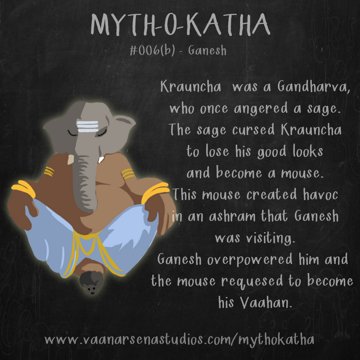 MYTH-O-KATHA
#006(b) - Ganesh
Krauncha was a Gandharva,
who once angered a sage.
The sage cursed Krauncha
to lose his good looks
and become a mouse.
This mouse created havoc
in an ashram that Ganesh
was visiting.
Ganesh overpowered him and
the mouse requesed to become
his Vaahan.
www.vaanarsenastudios.com/mythokatha